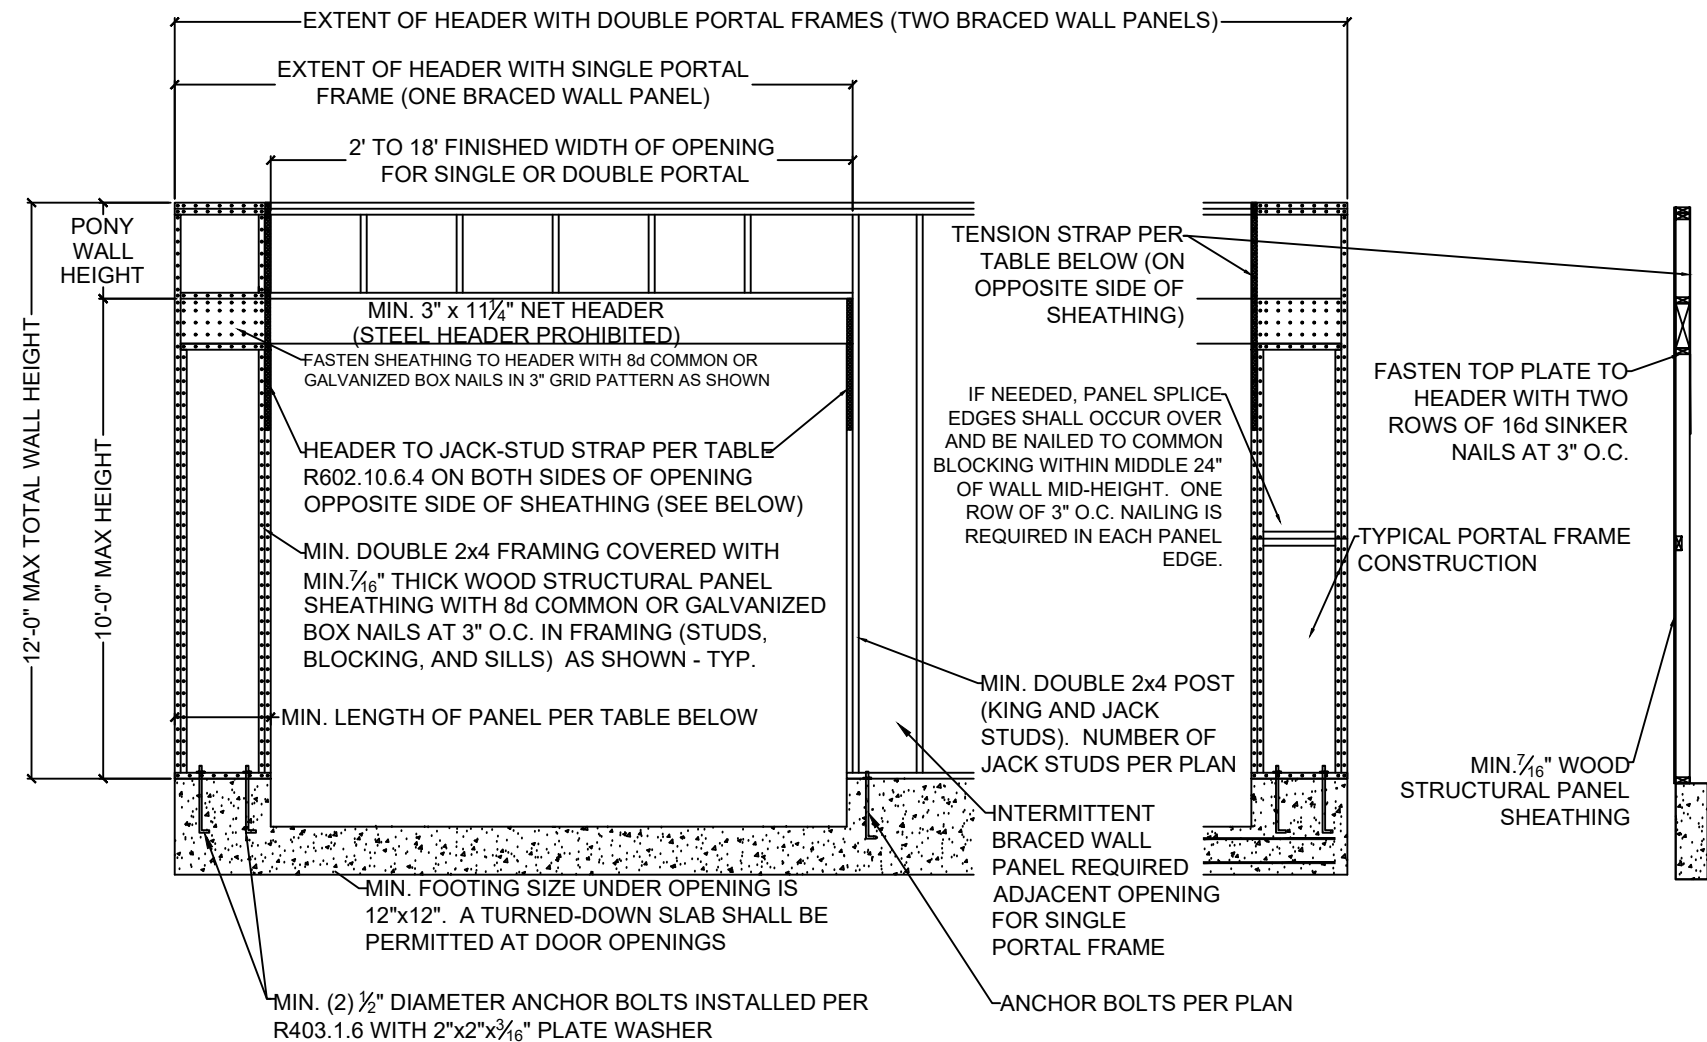 EXTENT OF HEADER WITH DOUBLE PORTAL FRAMES (TWO BRACED WALL PANELS)
EXTENT OF HEADER WITH SINGLE PORTAL
FRAME (ONE BRACED WALL PANEL)
2' TO 18' FINISHED WIDTH OF OPENING
FOR SINGLE OR DOUBLE PORTAL
12'-0" MAX TOTAL WALL HEIGHT
10'-0" MAX HEIGHT
PONY
WALL
HEIGHT
MIN. 3" x 11¼" NET HEADER
(STEEL HEADER PROHIBITED)
FASTEN SHEATHING TO HEADER WITH 8d COMMON OR
GALVANIZED BOX NAILS IN 3" GRID PATTERN AS SHOWN
HEADER TO JACK-STUD STRAP PER TABLE
R602.10.6.4 ON BOTH SIDES OF OPENING
OPPOSITE SIDE OF SHEATHING (SEE BELOW)
MIN. DOUBLE 2x4 FRAMING COVERED WITH
MIN.7⁄16" THICK WOOD STRUCTURAL PANEL
SHEATHING WITH 8d COMMON OR GALVANIZED
BOX NAILS AT 3" O.C. IN FRAMING (STUDS,
BLOCKING, AND SILLS) AS SHOWN - TYP.
MIN. LENGTH OF PANEL PER TABLE BELOW
MIN. FOOTING SIZE UNDER OPENING IS
12"x12". A TURNED-DOWN SLAB SHALL BE
PERMITTED AT DOOR OPENINGS
MIN. (2) ½" DIAMETER ANCHOR BOLTS INSTALLED PER
R403.1.6 WITH 2"x2"x3⁄16" PLATE WASHER
TENSION STRAP PER
TABLE BELOW (ON
OPPOSITE SIDE OF
SHEATHING)
IF NEEDED, PANEL SPLICE
EDGES SHALL OCCUR OVER
AND BE NAILED TO COMMON
BLOCKING WITHIN MIDDLE 24"
OF WALL MID-HEIGHT. ONE
ROW OF 3" O.C. NAILING IS
REQUIRED IN EACH PANEL
EDGE.
MIN. DOUBLE 2x4 POST
(KING AND JACK
STUDS). NUMBER OF
JACK STUDS PER PLAN
INTERMITTENT
BRACED WALL
PANEL REQUIRED
ADJACENT OPENING
FOR SINGLE
PORTAL FRAME
ANCHOR BOLTS PER PLAN
FASTEN TOP PLATE TO
HEADER WITH TWO
ROWS OF 16d SINKER
NAILS AT 3" O.C.
TYPICAL PORTAL FRAME
CONSTRUCTION
MIN.7⁄16" WOOD
STRUCTURAL PANEL
SHEATHING